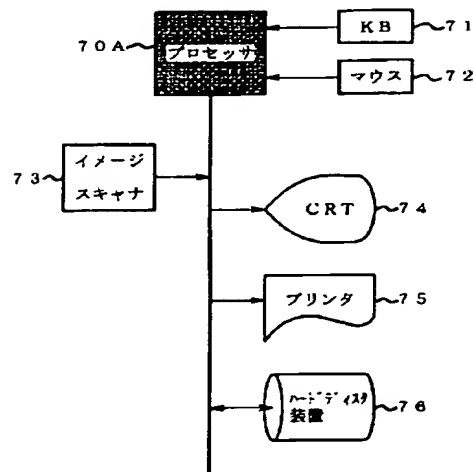 KB
71
70A
プロセッサ
マウス
72
イメージ
スキャナ
73
CRT
74
プリンタ
75
ハードディスク
装置
76